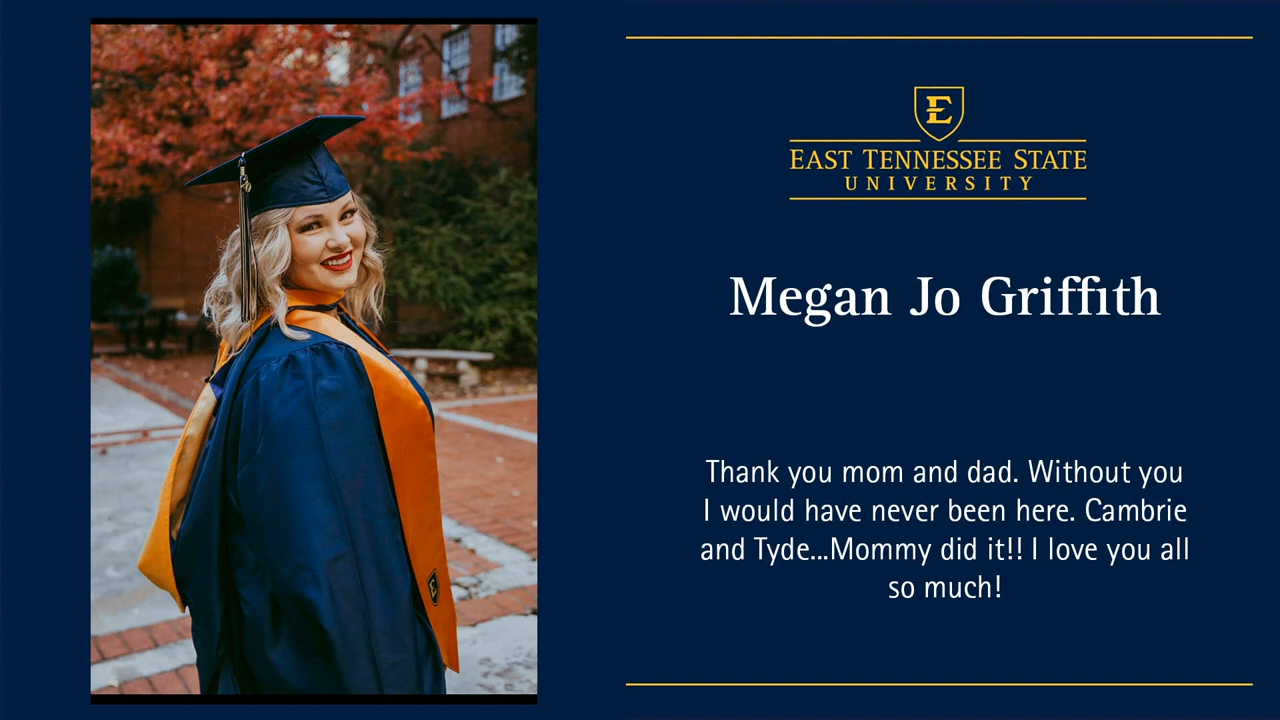 E
EAST TENNESSEE STATE
UNIVERSITY
Megan Jo Griffith
Thank you mom and dad. Without you
I would have never been here. Cambrie
and Tyde...Mommy did it!! I love you all
so much!
E